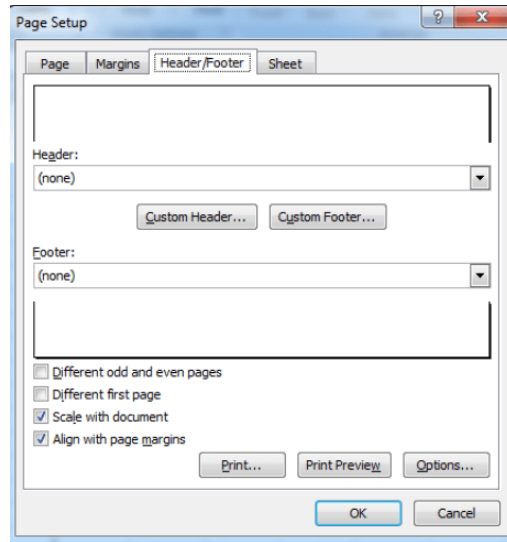 Page Setup
Page Margins Header/Footer Sheet
Header:
(none)
Custom Header... Custom Footer...
Footer:
(none)
Different odd and even pages
Different first page
Scale with document
Align with page margins
Print... Print Preview Options...
OK Cancel